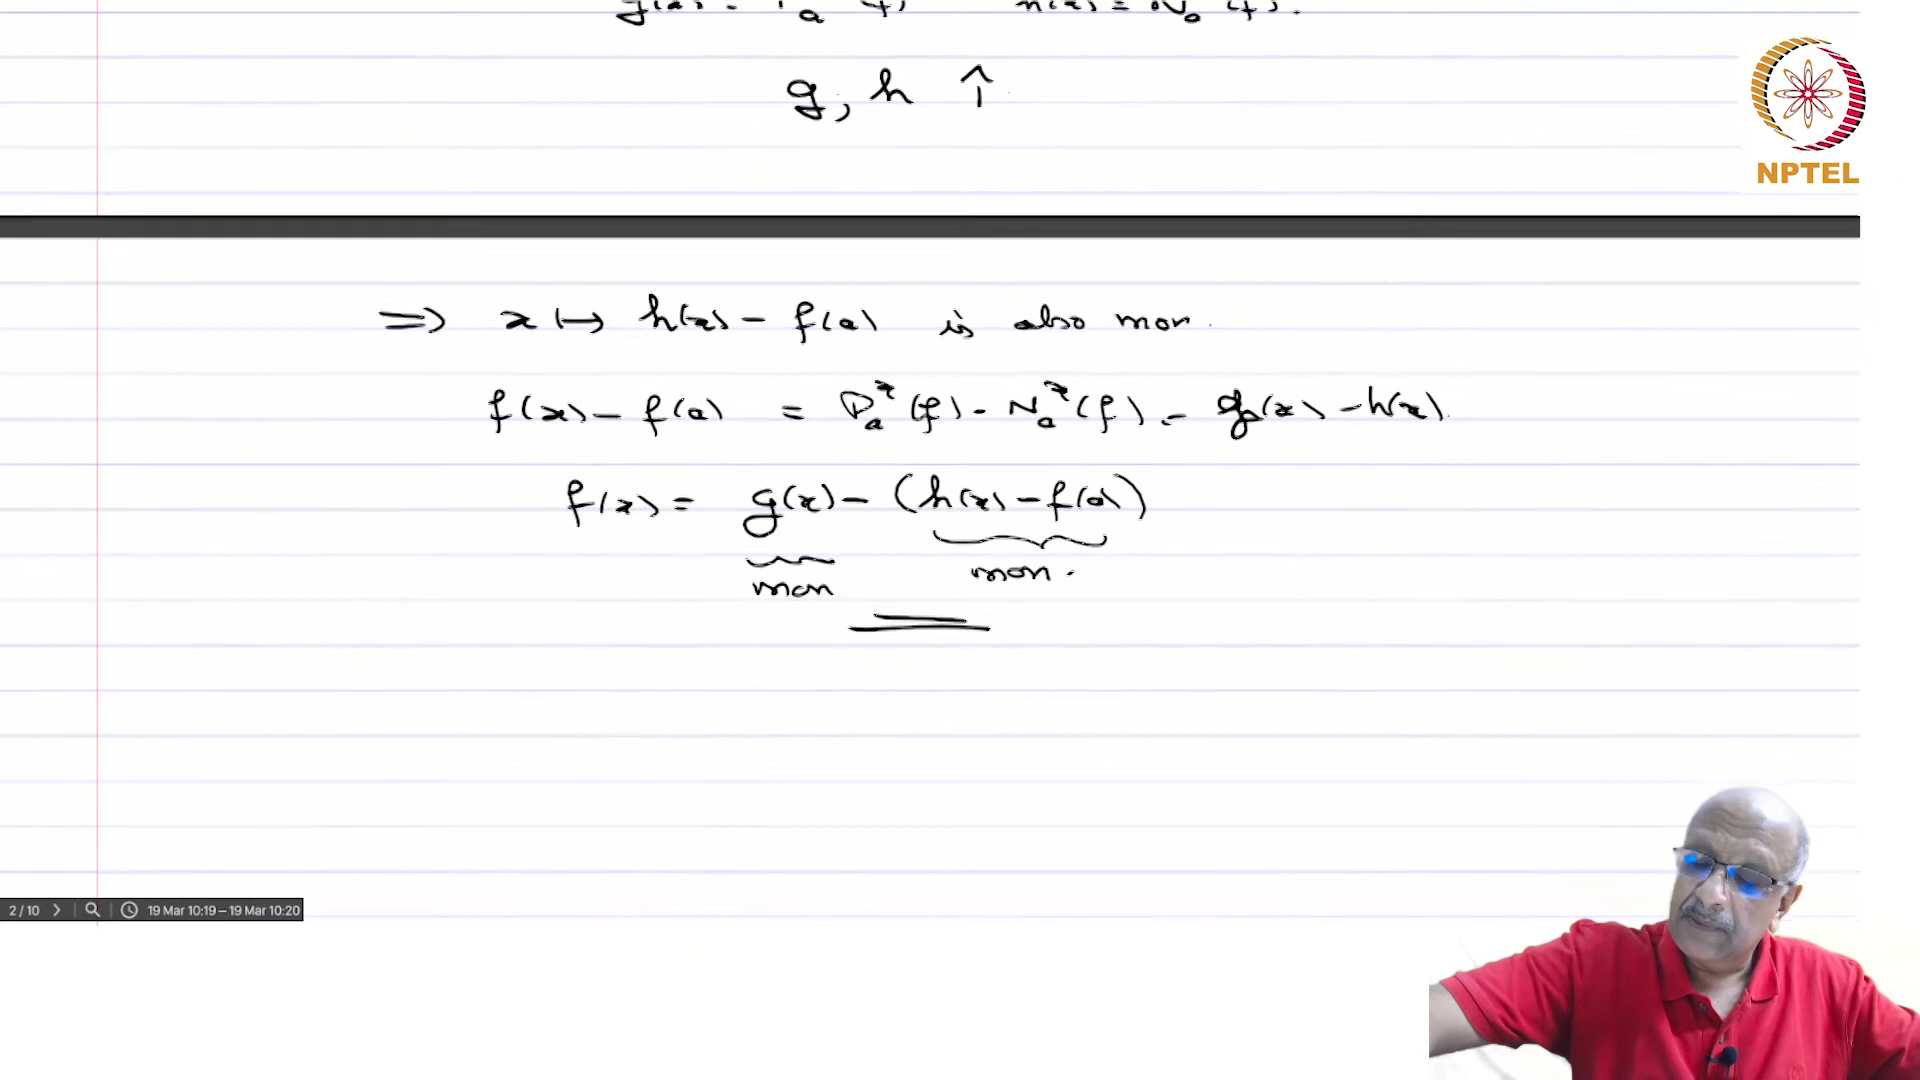 g, h ↑
NPTEL
⇒ x ↦ h(x) - f(a) is also mon.
f(x) - f(a) = P_a^x(f) - N_a^x(f) = g(x) - h(x).
f(x) = g(x) - (h(x) - f(a))
mon mon.
2 / 10 19 Mar 10:19 – 19 Mar 10:20